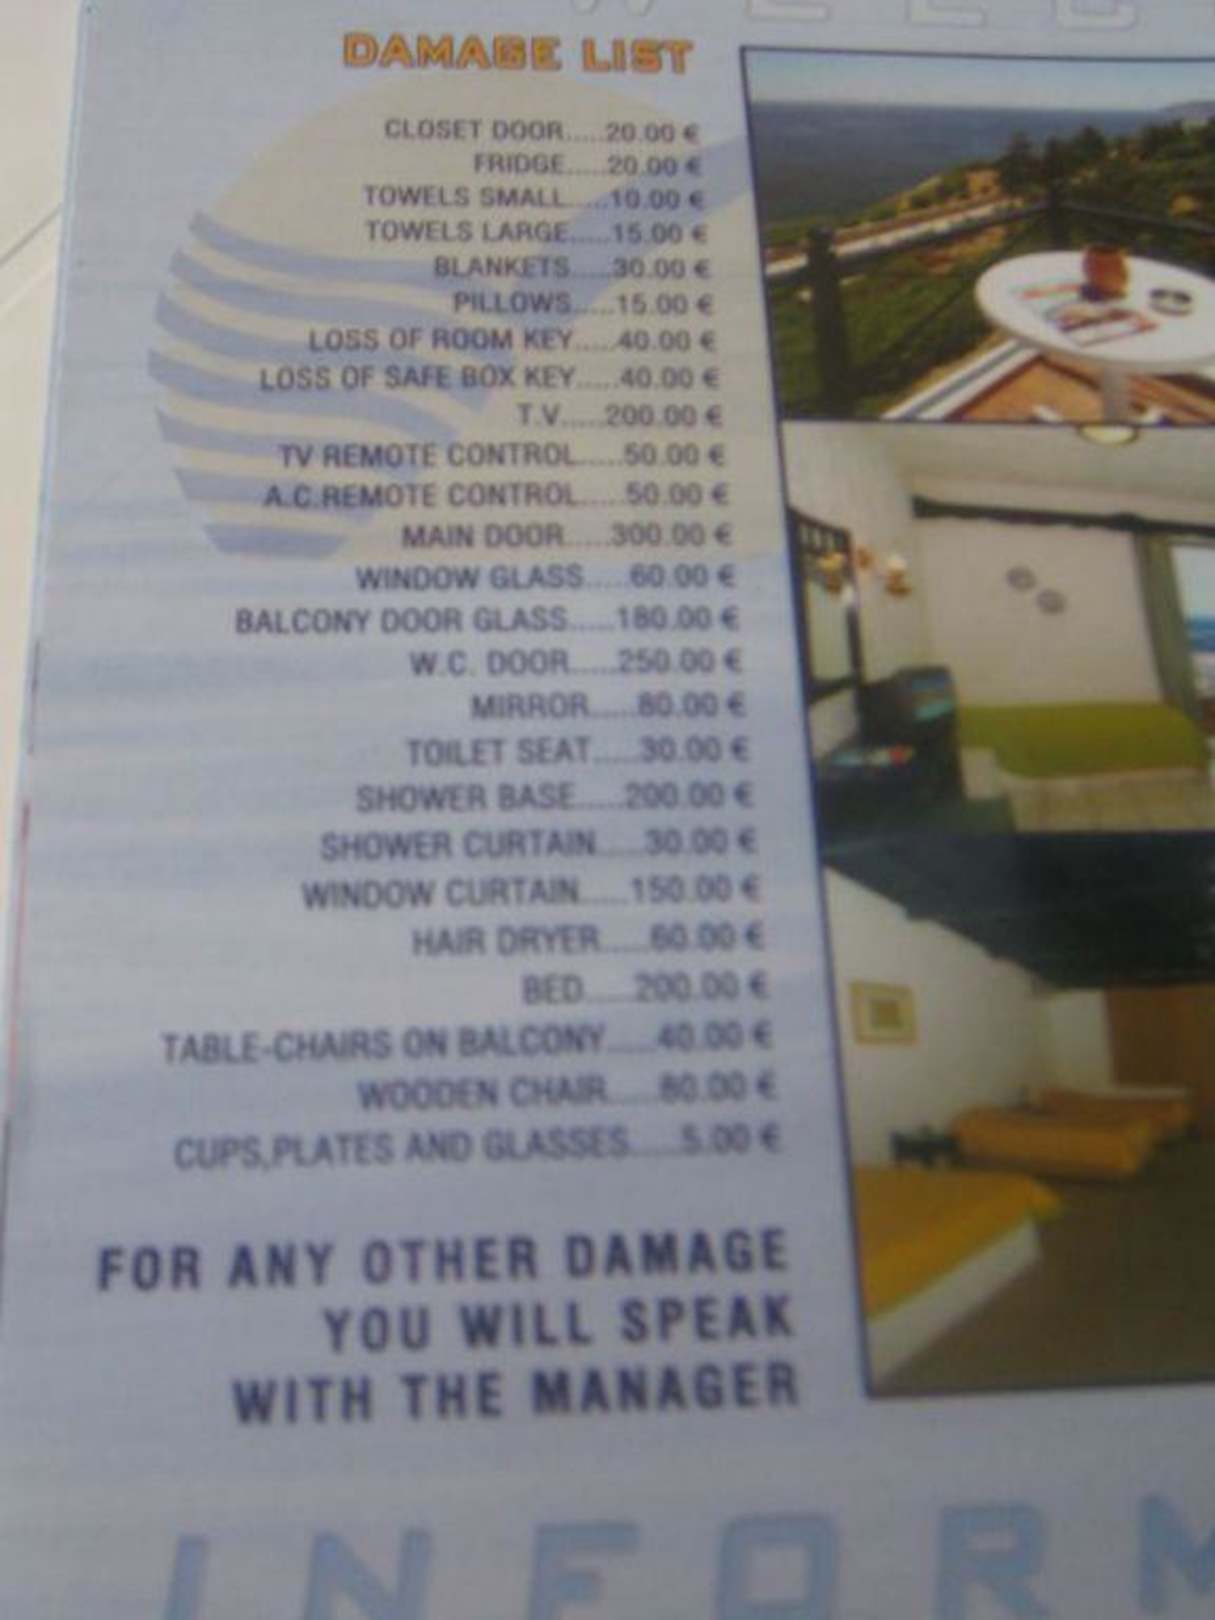 WELC
DAMAGE LIST
CLOSET DOOR.....20.00 €
FRIDGE.....20.00 €
TOWELS SMALL.....10.00 €
TOWELS LARGE.....15.00 €
BLANKETS.....30.00 €
PILLOWS.....15.00 €
LOSS OF ROOM KEY.....40.00 €
LOSS OF SAFE BOX KEY.....40.00 €
T.V.....200.00 €
TV REMOTE CONTROL.....50.00 €
A.C.REMOTE CONTROL.....50.00 €
MAIN DOOR.....300.00 €
WINDOW GLASS.....60.00 €
BALCONY DOOR GLASS.....180.00 €
W.C. DOOR.....250.00 €
MIRROR.....80.00 €
TOILET SEAT.....30.00 €
SHOWER BASE.....200.00 €
SHOWER CURTAIN.....30.00 €
WINDOW CURTAIN.....150.00 €
HAIR DRYER.....60.00 €
BED.....200.00 €
TABLE-CHAIRS ON BALCONY.....40.00 €
WOODEN CHAIR.....80.00 €
CUPS,PLATES AND GLASSES.....5.00 €
FOR ANY OTHER DAMAGE
YOU WILL SPEAK
WITH THE MANAGER
INFORM